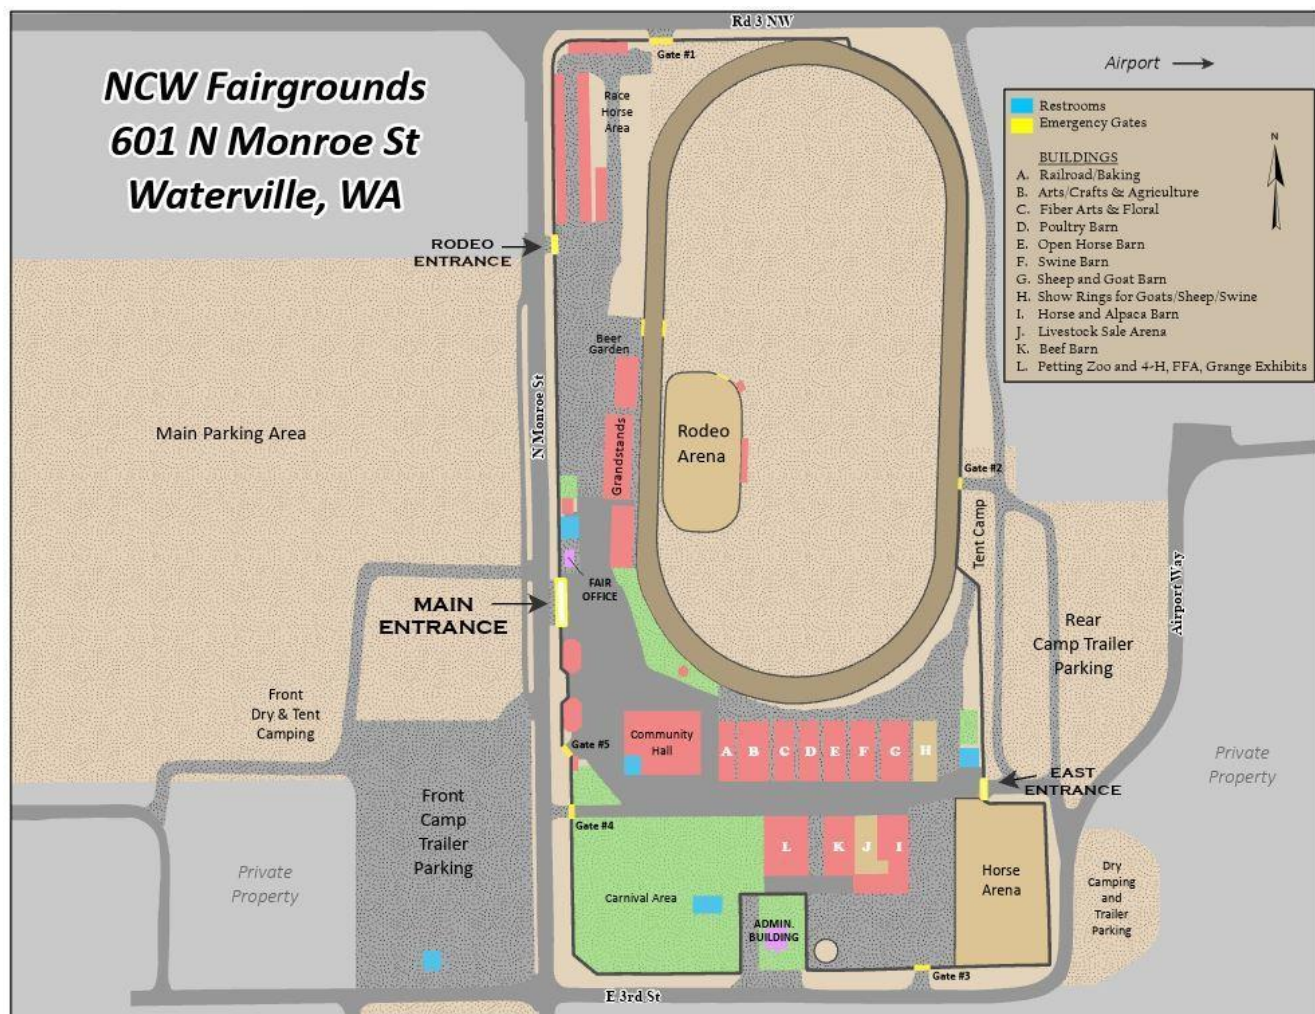 Rd 3 NW
NCW Fairgrounds
601 N Monroe St
Waterville, WA
Gate #1
Airport
Race
Horse
Area
Restrooms
Emergency Gates
N
BUILDINGS
A. Railroad/Baking
B. Arts/Crafts & Agriculture
C. Fiber Arts & Floral
D. Poultry Barn
E. Open Horse Barn
F. Swine Barn
G. Sheep and Goat Barn
H. Show Rings for Goats/Sheep/Swine
I. Horse and Alpaca Barn
J. Livestock Sale Arena
K. Beef Barn
L. Petting Zoo and 4-H, FFA, Grange Exhibits
RODEO
ENTRANCE
Beer
Garden
N Monroe St
Main Parking Area
Grandstands
Rodeo
Arena
Gate #2
Tent Camp
FAIR
OFFICE
MAIN
ENTRANCE
Airport Way
Rear
Camp Trailer
Parking
Front
Dry & Tent
Camping
Gate #5
Community
Hall
A B C D E F G H
EAST
ENTRANCE
Private
Property
Front
Camp
Trailer
Parking
Gate #4
L K J I
Private
Property
Carnival Area
ADMIN.
BUILDING
Horse
Arena
Dry
Camping
and
Trailer
Parking
Gate #3
E 3rd St